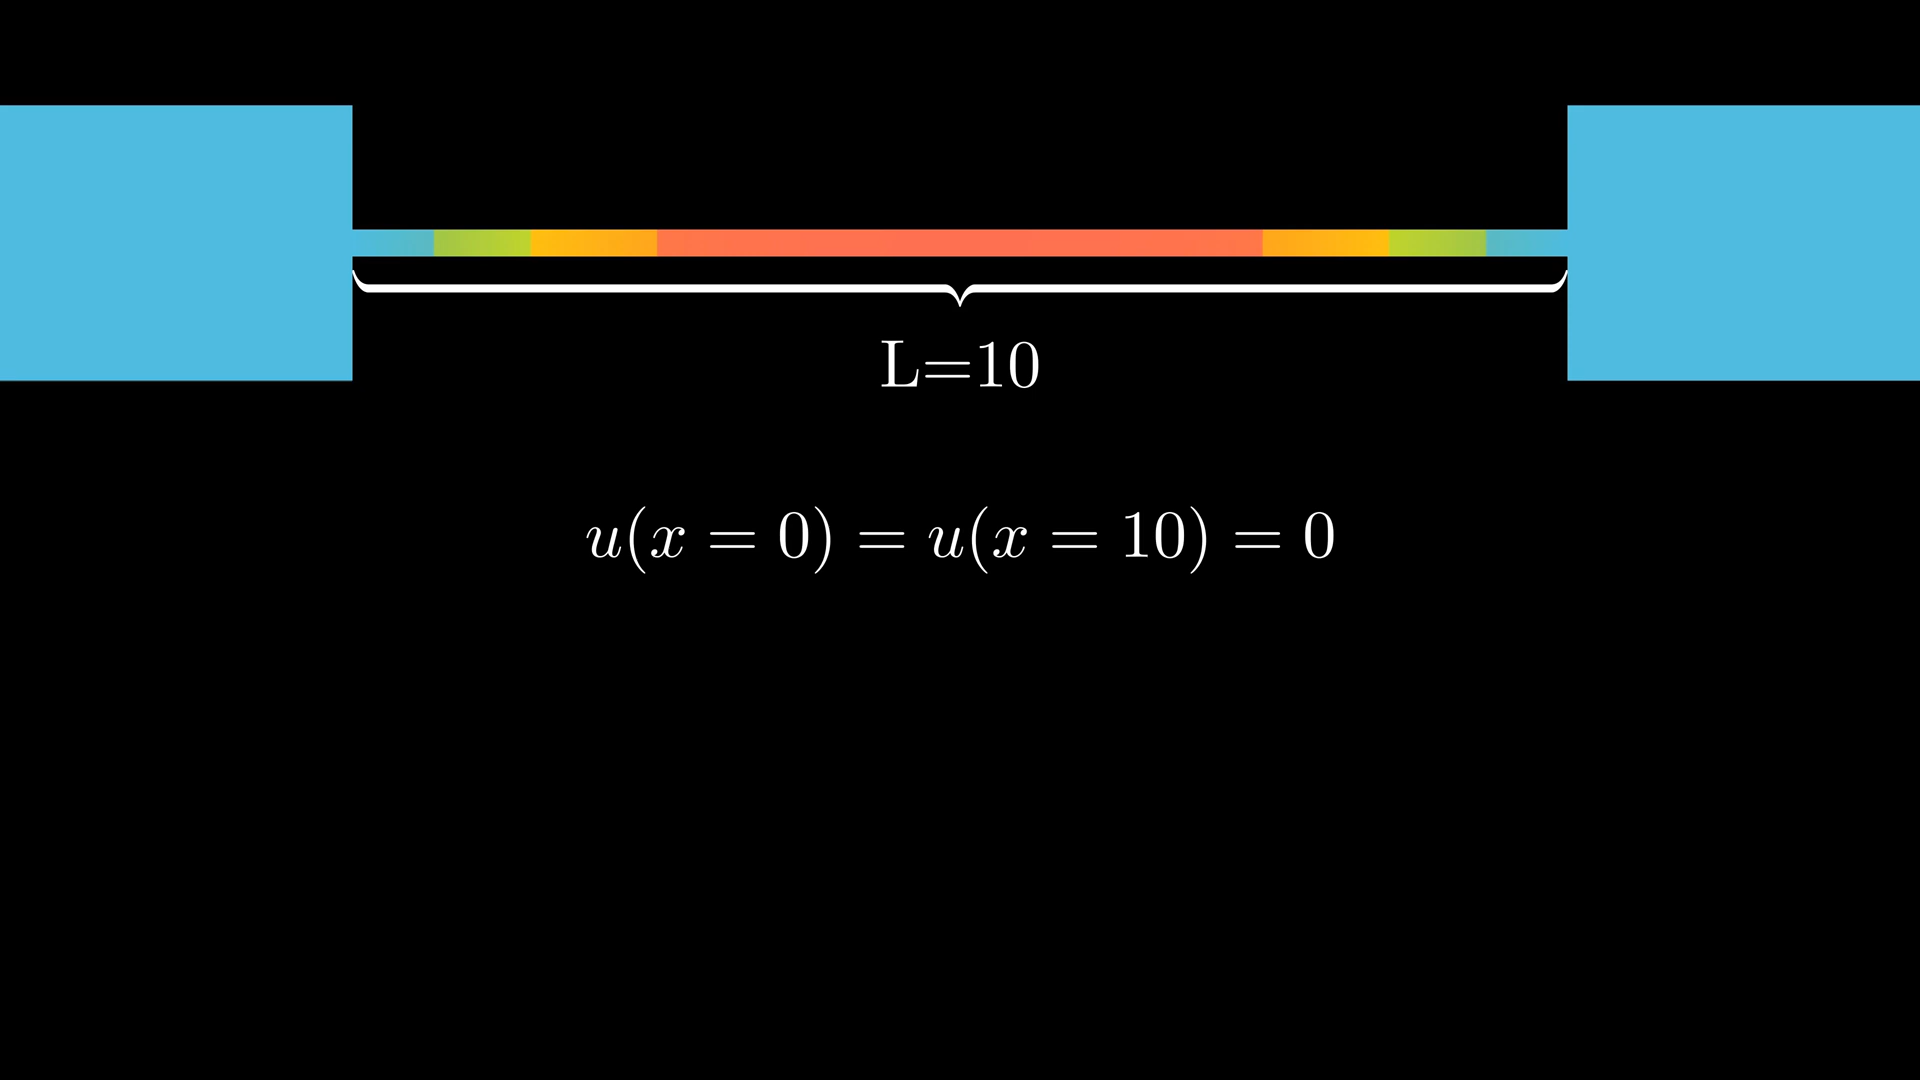 L=10
u(x = 0) = u(x = 10) = 0